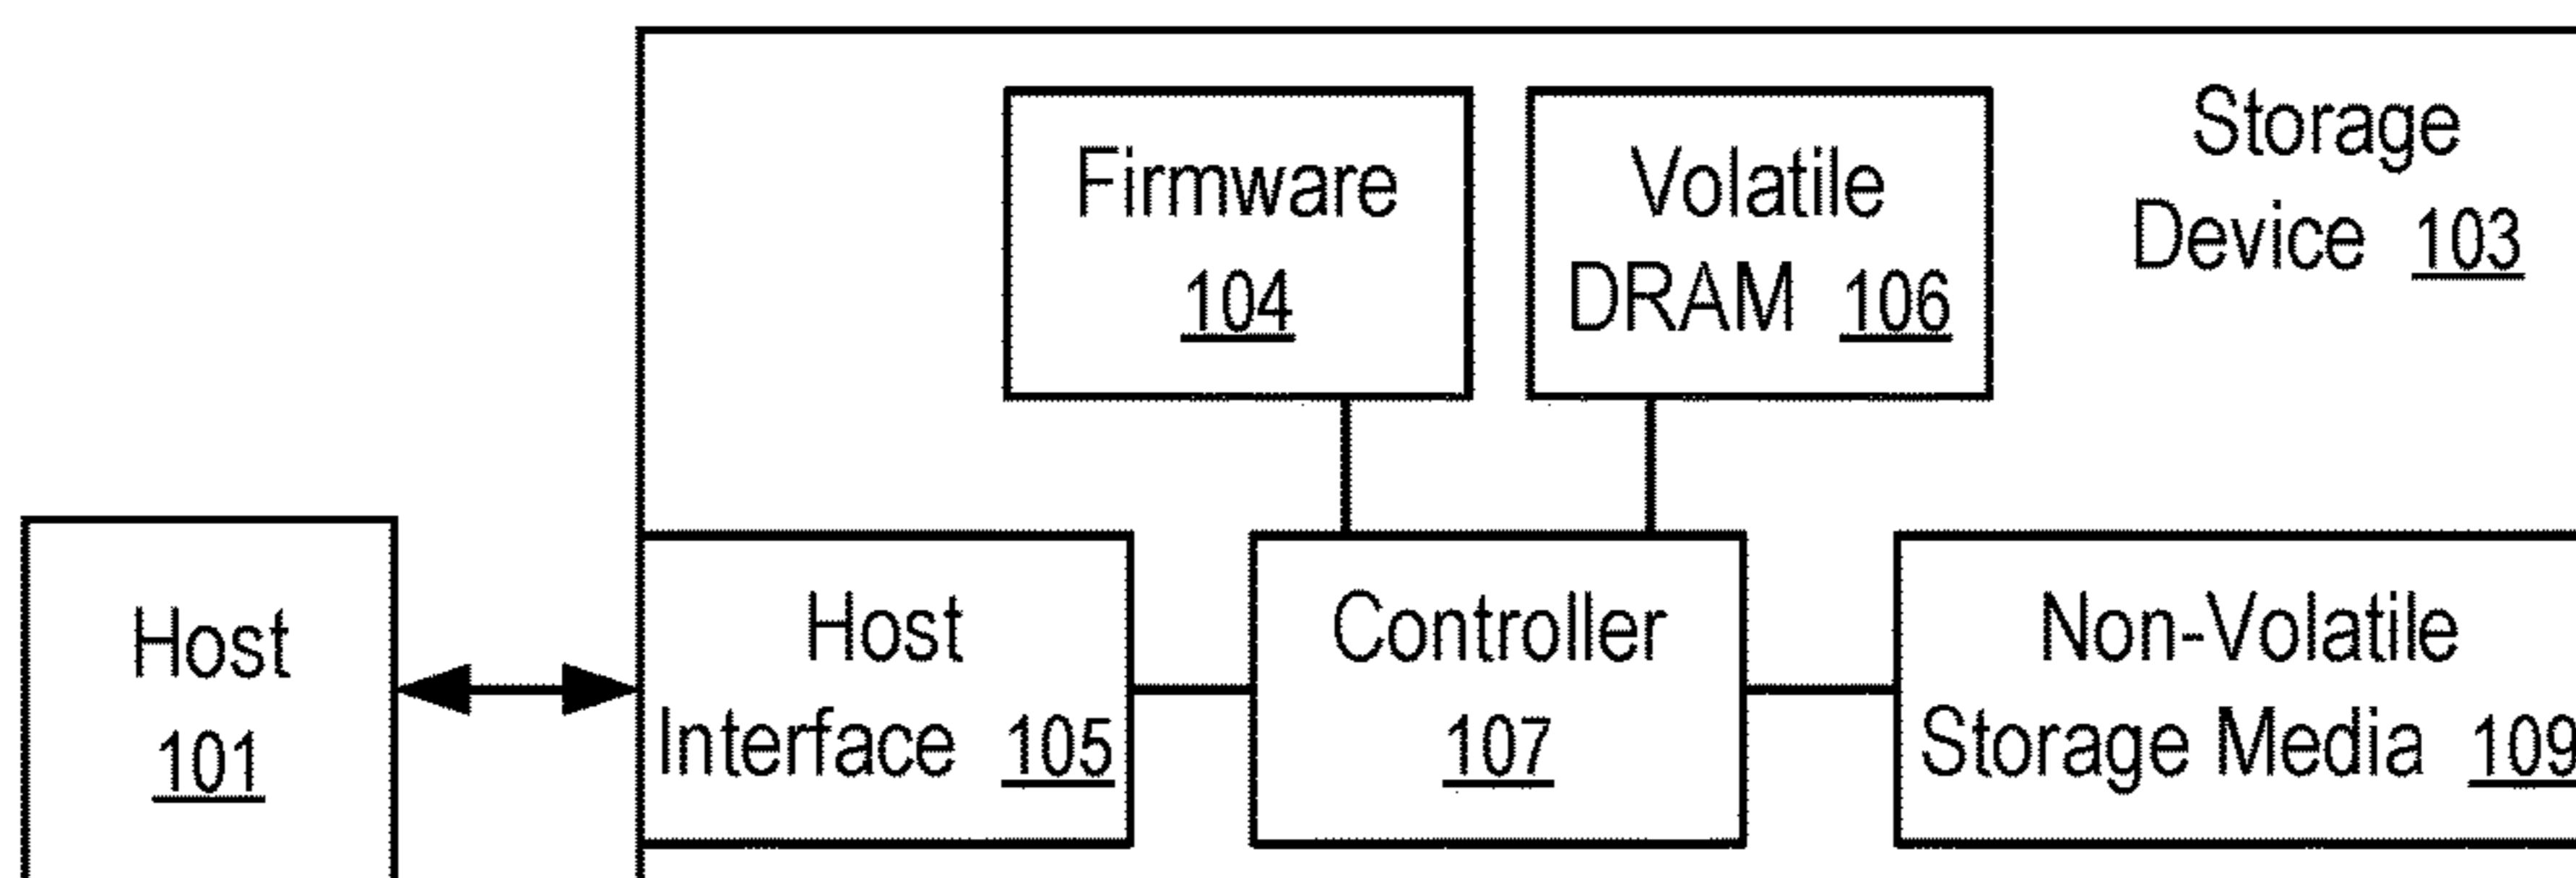 Firmware
104
Volatile
DRAM 106
Storage
Device 103
Host
101
Host
Interface 105
Controller
107
Non-Volatile
Storage Media 109